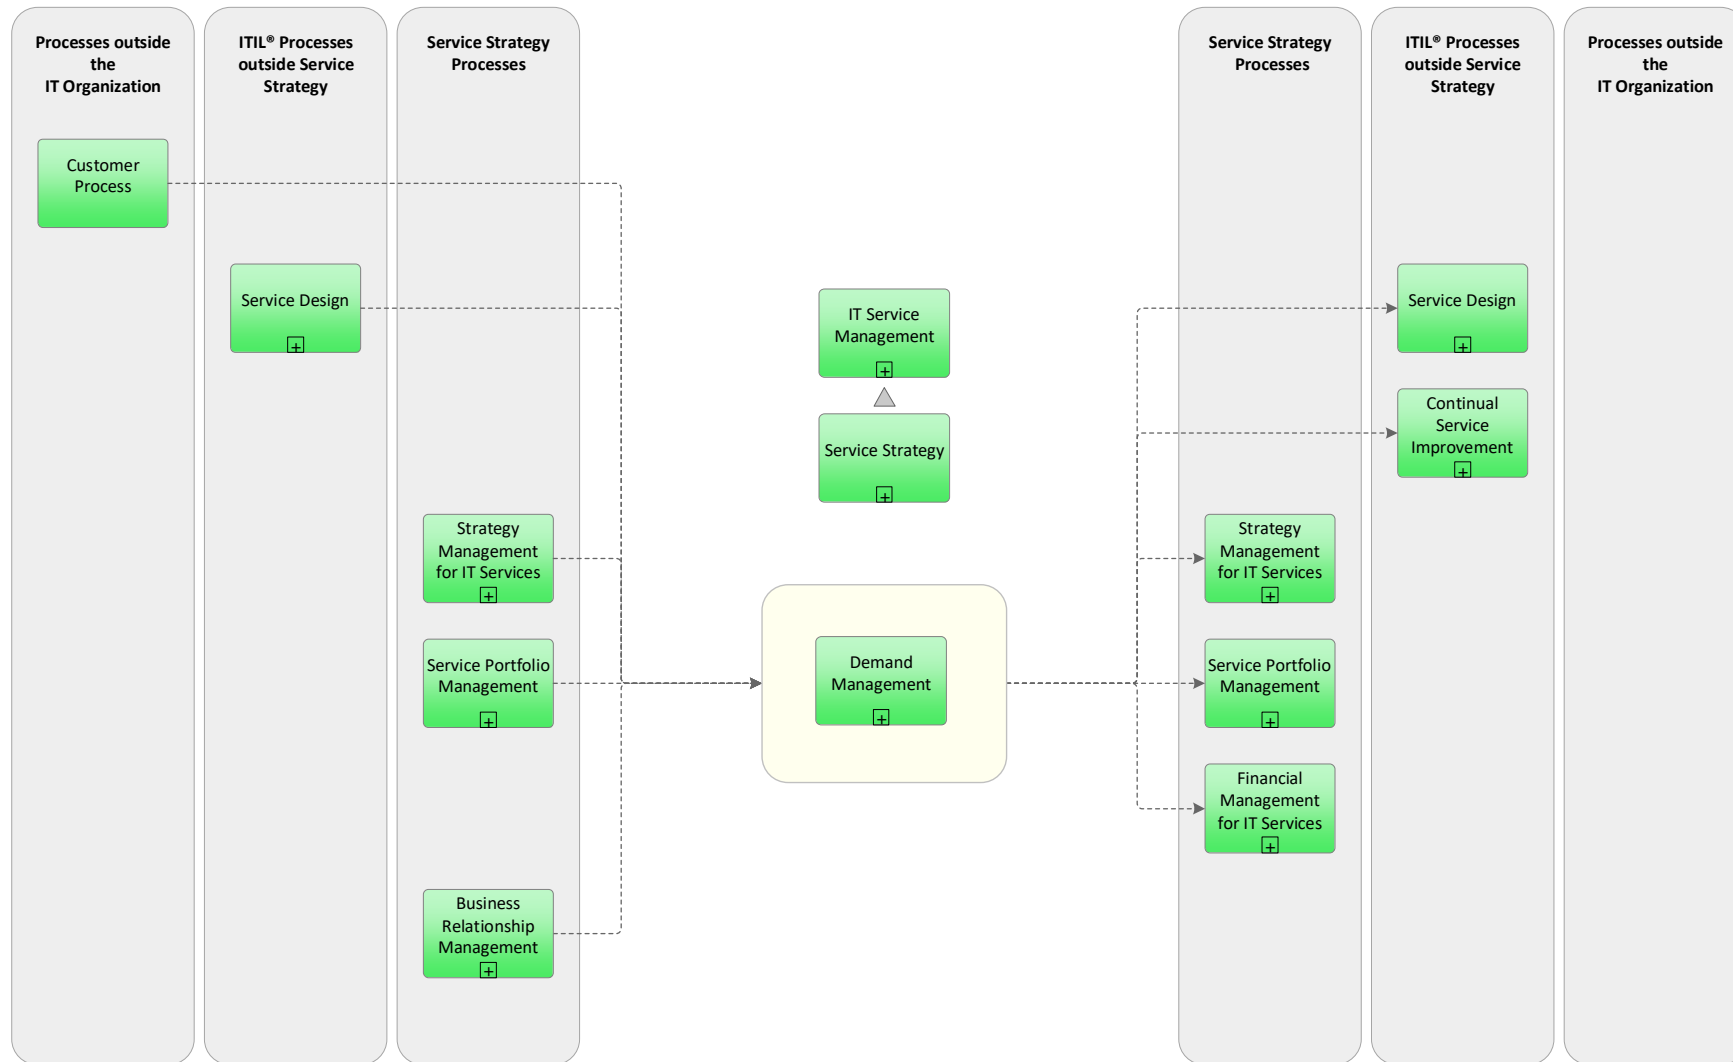 Processes outside
the
IT Organization
ITIL® Processes
outside Service
Strategy
Service Strategy
Processes
Service Strategy
Processes
ITIL® Processes
outside Service
Strategy
Processes outside
the
IT Organization
Customer
Process
Service Design
+
IT Service
Management
+
Service Design
+
Service Strategy
+
Continual
Service
Improvement
+
Strategy
Management
for IT Services
+
Strategy
Management
for IT Services
+
Service Portfolio
Management
+
Demand
Management
+
Service Portfolio
Management
+
Financial
Management
for IT Services
+
Business
Relationship
Management
+